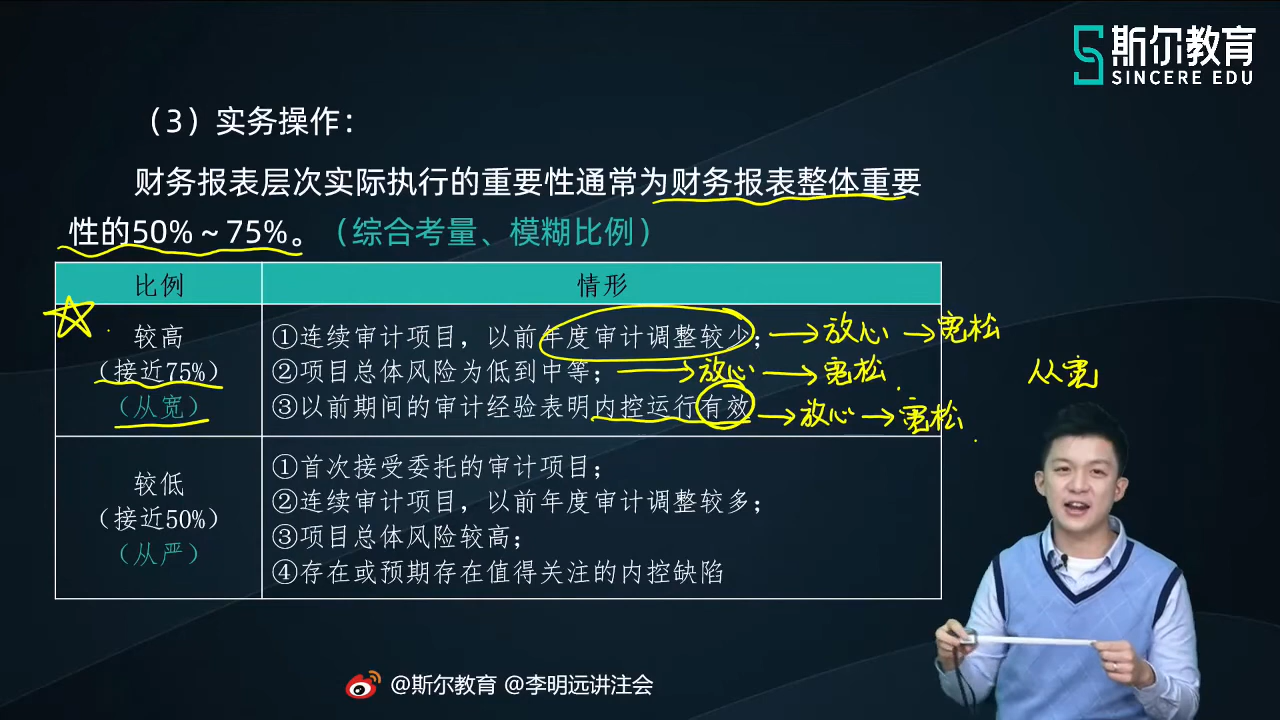 斯尔教育
SINCERE EDU
（3）实务操作：
财务报表层次实际执行的重要性通常为财务报表整体重要
性的50%～75%。（综合考量、模糊比例）
比例 情形
较高
（接近75%）
（从宽）
①连续审计项目，以前年度审计调整较少； →放心→宽松
②项目总体风险为低到中等； →放心→宽松
③以前期间的审计经验表明内控运行有效 →放心→宽松
从宽
较低
（接近50%）
（从严）
①首次接受委托的审计项目；
②连续审计项目，以前年度审计调整较多；
③项目总体风险较高；
④存在或预期存在值得关注的内控缺陷
@斯尔教育 @李明远讲注会